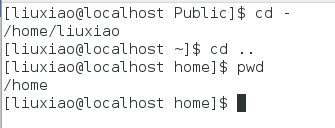 [liuxiao@localhost Public]$ cd -
/home/liuxiao
[liuxiao@localhost ~]$ cd ..
[liuxiao@localhost home]$ pwd
/home
[liuxiao@localhost home]$